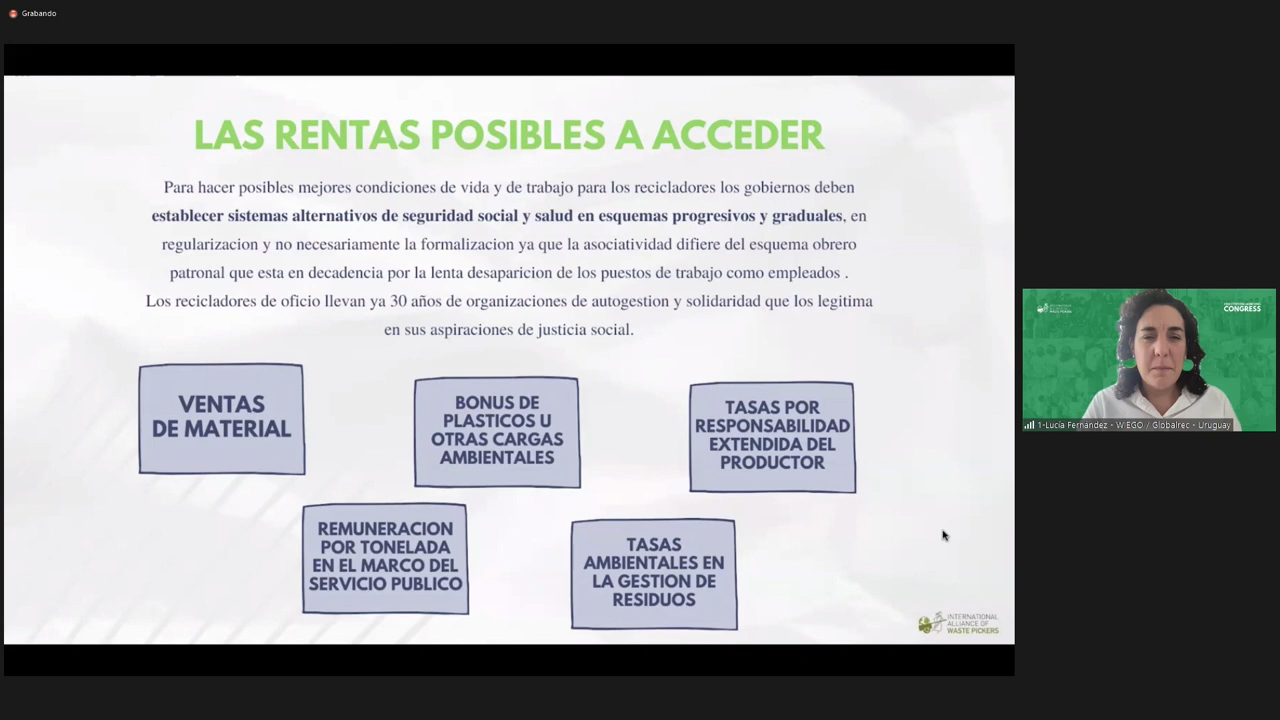 Grabando
LAS RENTAS POSIBLES A ACCEDER
Para hacer posibles mejores condiciones de vida y de trabajo para los recicladores los gobiernos deben
establecer sistemas alternativos de seguridad social y salud en esquemas progresivos y graduales, en
regularizacion y no necesariamente la formalizacion ya que la asociatividad difiere del esquema obrero
patronal que esta en decadencia por la lenta desaparicion de los puestos de trabajo como empleados .
Los recicladores de oficio llevan ya 30 años de organizaciones de autogestion y solidaridad que los legitima
en sus aspiraciones de justicia social.
VENTAS
DE MATERIAL
BONUS DE
PLASTICOS U
OTRAS CARGAS
AMBIENTALES
TASAS POR
RESPONSABILIDAD
EXTENDIDA DEL
PRODUCTOR
REMUNERACION
POR TONELADA
EN EL MARCO DEL
SERVICIO PUBLICO
TASAS
AMBIENTALES EN
LA GESTION DE
RESIDUOS
INTERNATIONAL
ALLIANCE OF
WASTE PICKERS
CONGRESS
1-Lucía Fernandez - WIEGO / Globalrec - Uruguay